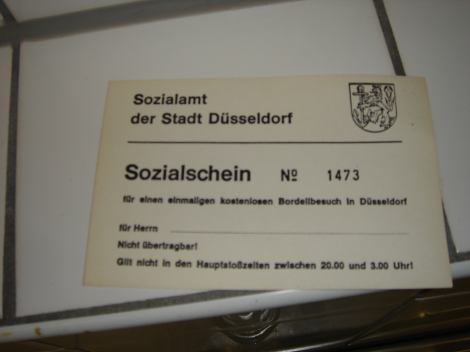 Sozialamt
der Stadt Düsseldorf
Sozialschein Nº 1473
für einen einmaligen kostenlosen Bordellbesuch in Düsseldorf
für Herrn
Nicht übertragbar!
Gilt nicht in den Hauptstoßzeiten zwischen 20.00 und 3.00 Uhr!